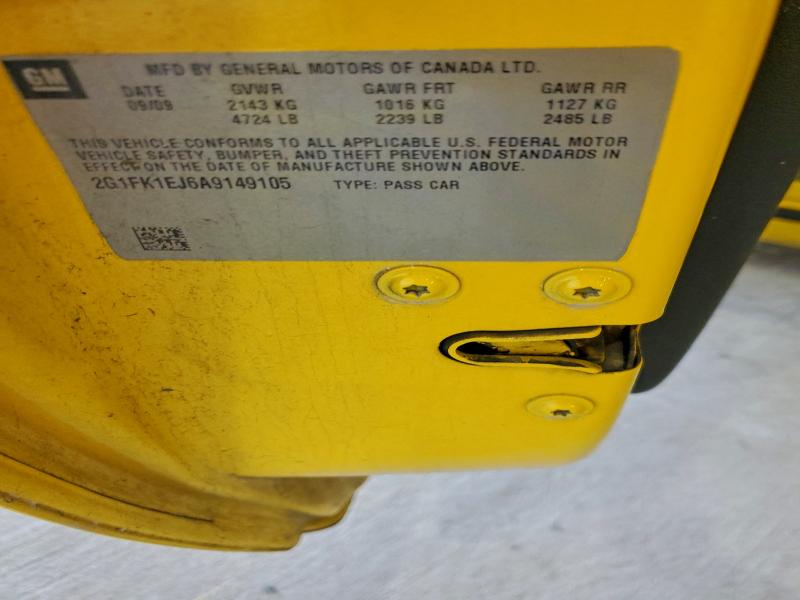 GM
MFD BY GENERAL MOTORS OF CANADA LTD.
DATE GVWR GAWR FRT GAWR RR
09/09 2143 KG 1016 KG 1127 KG
4724 LB 2239 LB 2485 LB
THIS VEHICLE CONFORMS TO ALL APPLICABLE U.S. FEDERAL MOTOR
VEHICLE SAFETY, BUMPER, AND THEFT PREVENTION STANDARDS IN
EFFECT ON THE DATE OF MANUFACTURE SHOWN ABOVE.
2G1FK1EJ6A9149105 TYPE: PASS CAR